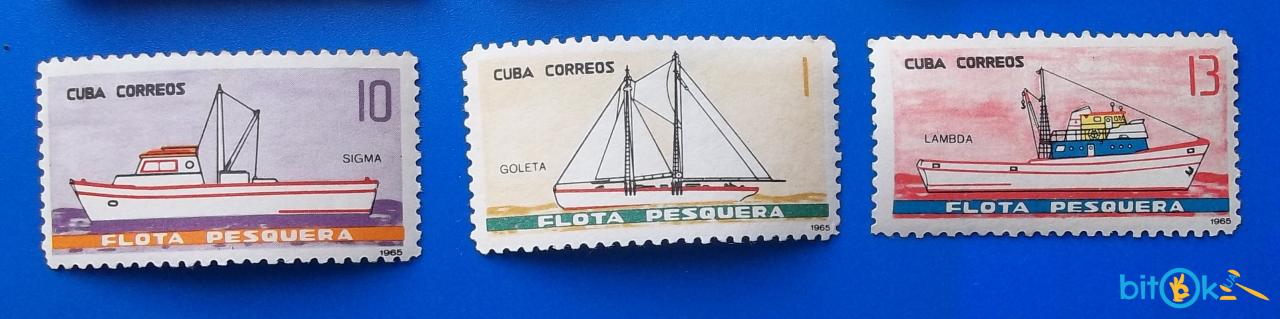 CUBA CORREOS
10
SIGMA
FLOTA PESQUERA
1965
CUBA CORREOS
1
GOLETA
FLOTA PESQUERA
1965
CUBA CORREOS
13
LAMBDA
FLOTA PESQUERA
1965
bitok UA